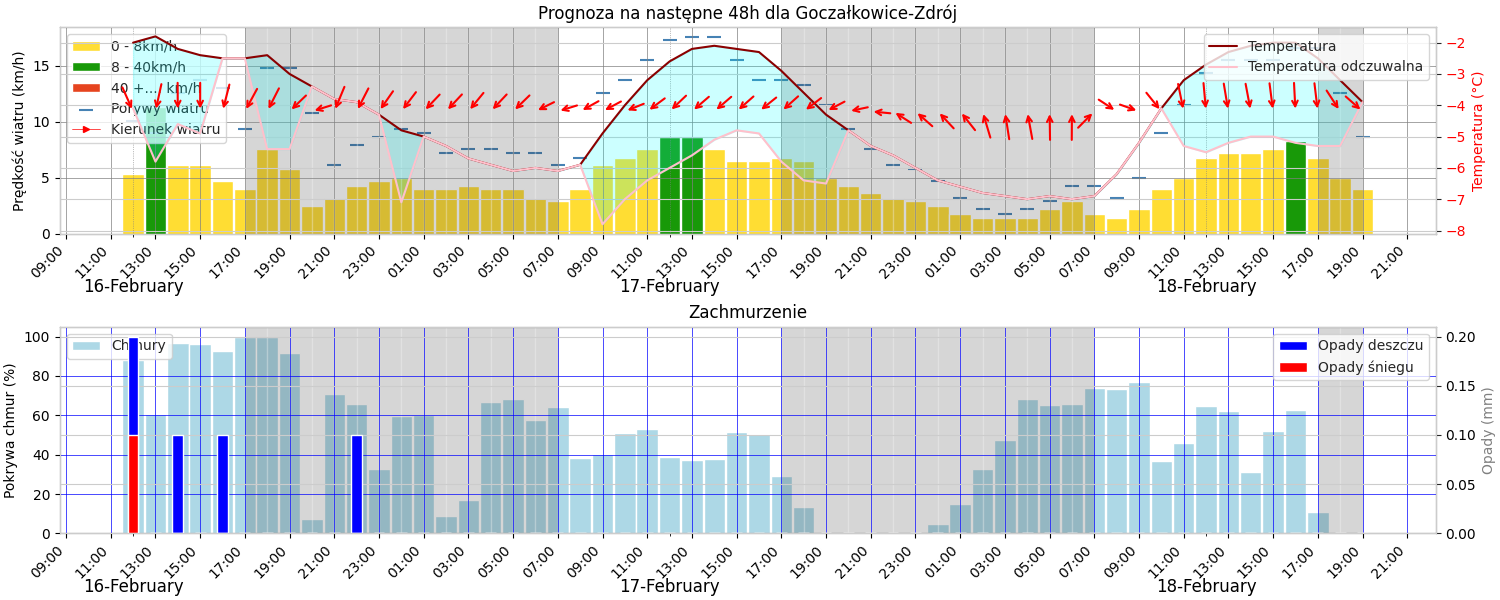 Prognoza na następne 48h dla Goczałkowice-Zdrój
Prędkość wiatru (km/h)
15
10
5
0
0 - 8km/h
8 - 40km/h
40 +... km/h
Porywy wiatru
Kierunek wiatru
Temperatura
Temperatura odczuwalna
−2
−3
−4
−5
−6
−7
−8
Temperatura (°C)
09:00 11:00 13:00 15:00 17:00 19:00 21:00 23:00 01:00 03:00 05:00 07:00 09:00 11:00 13:00 15:00 17:00 19:00 21:00 23:00 01:00 03:00 05:00 07:00 09:00 11:00 13:00 15:00 17:00 19:00 21:00
16-February 17-February 18-February
Zachmurzenie
Pokrywa chmur (%)
100
80
60
40
20
0
Chmury
Opady deszczu
Opady śniegu
0.20
0.15
0.10
0.05
0.00
Opady (mm)
09:00 11:00 13:00 15:00 17:00 19:00 21:00 23:00 01:00 03:00 05:00 07:00 09:00 11:00 13:00 15:00 17:00 19:00 21:00 23:00 01:00 03:00 05:00 07:00 09:00 11:00 13:00 15:00 17:00 19:00 21:00
16-February 17-February 18-February